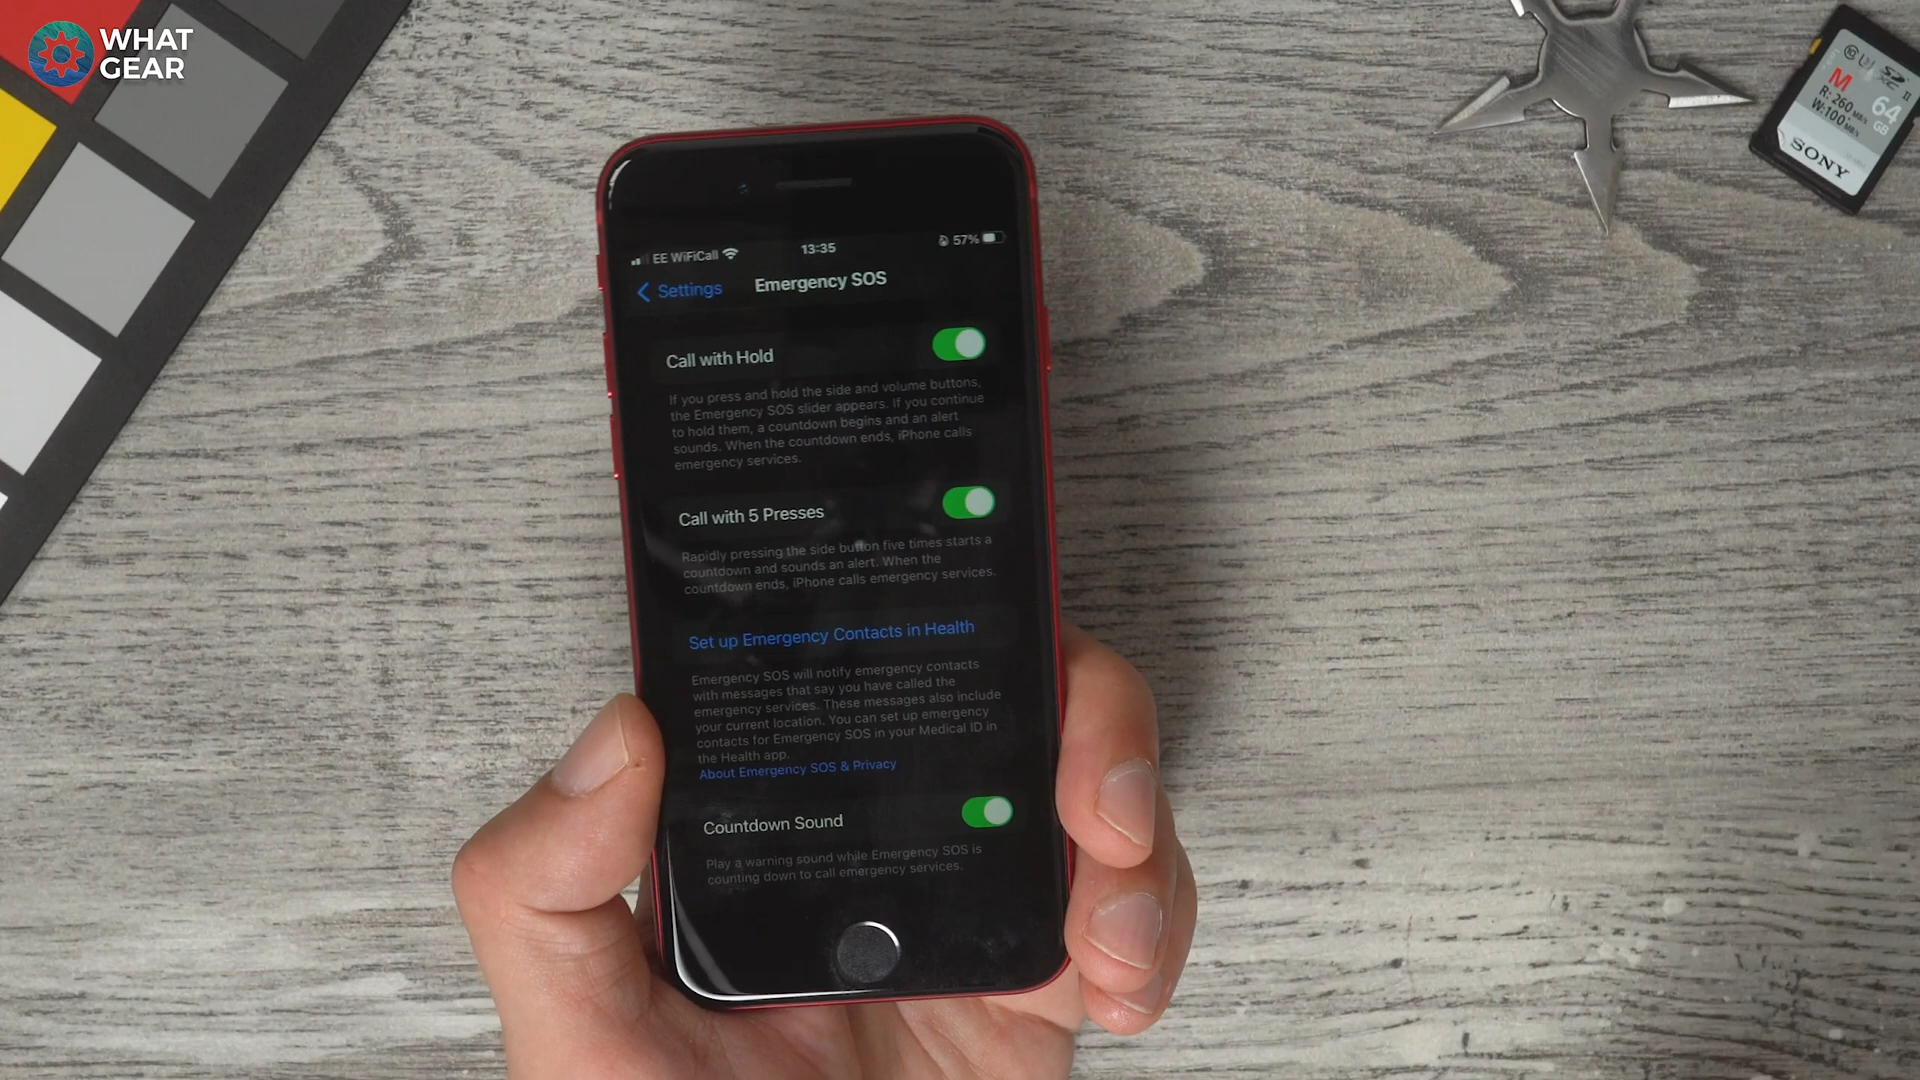 WHAT
GEAR
EE WiFiCall
13:35
57%
Settings
Emergency SOS
Call with Hold
If you press and hold the side and volume buttons,
the Emergency SOS slider appears. If you continue
to hold them, a countdown begins and an alert
sounds. When the countdown ends, iPhone calls
emergency services.
Call with 5 Presses
Rapidly pressing the side button five times starts a
countdown and sounds an alert. When the
countdown ends, iPhone calls emergency services.
Set up Emergency Contacts in Health
Emergency SOS will notify emergency contacts
with messages that say you have called the
emergency services. These messages also include
your current location. You can set up emergency
contacts for Emergency SOS in your Medical ID in
the Health app.
About Emergency SOS & Privacy
Countdown Sound
Play a warning sound while Emergency SOS is
counting down to call emergency services.
SDXC II
M 64
GB
R: 260 MB/s
W:100 MB/s
SONY